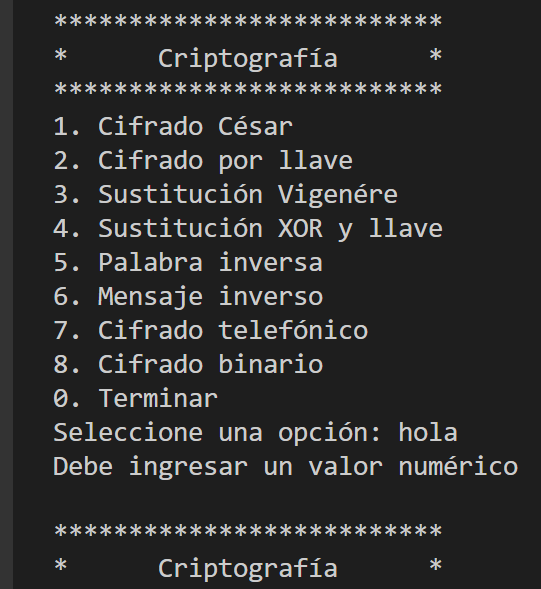 **************************
*      Criptografía      *
**************************
1. Cifrado César
2. Cifrado por llave
3. Sustitución Vigenére
4. Sustitución XOR y llave
5. Palabra inversa
6. Mensaje inverso
7. Cifrado telefónico
8. Cifrado binario
0. Terminar
Seleccione una opción: hola
Debe ingresar un valor numérico

**************************
*      Criptografía      *